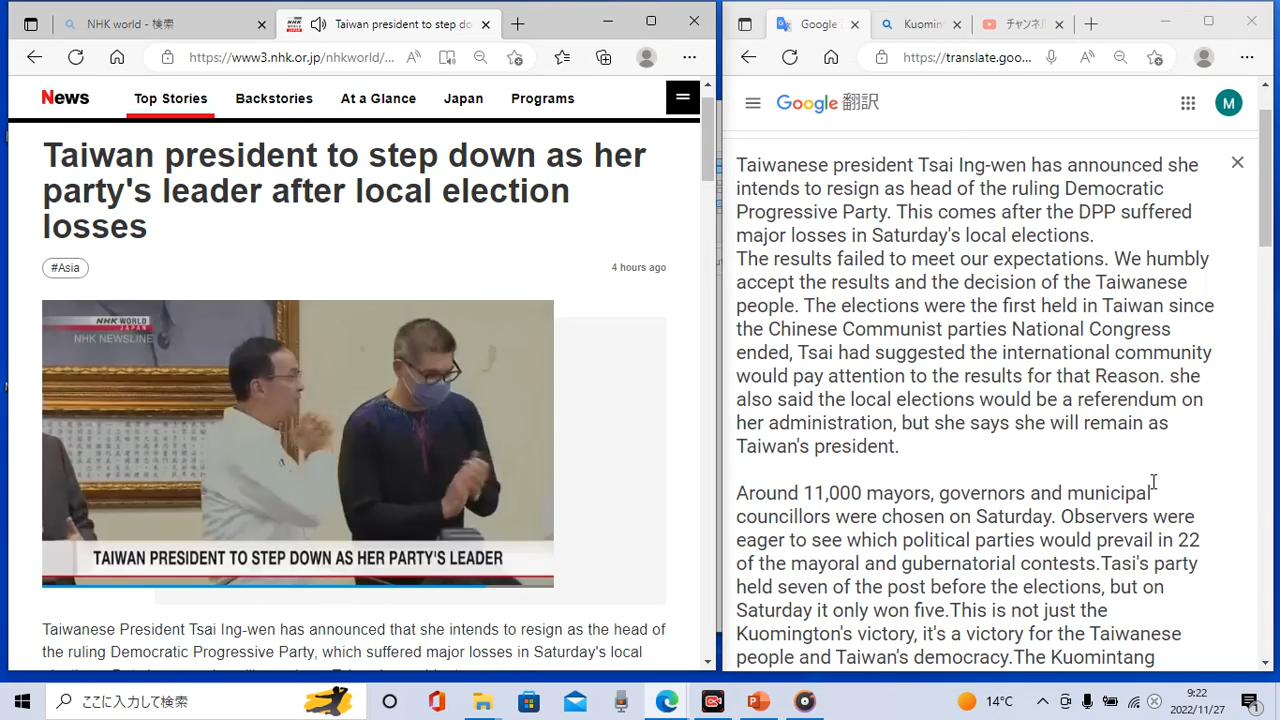 NHK world - 検索
Taiwan president to step do
https://www3.nhk.or.jp/nhkworld/...
News
Top Stories
Backstories
At a Glance
Japan
Programs
Taiwan president to step down as her
party's leader after local election
losses
#Asia
4 hours ago
NHK WORLD
JAPAN
NHK NEWSLINE
TAIWAN PRESIDENT TO STEP DOWN AS HER PARTY'S LEADER
Taiwanese President Tsai Ing-wen has announced that she intends to resign as the head of
the ruling Democratic Progressive Party, which suffered major losses in Saturday's local
Google
Kuomin
チャンネル
https://translate.goo...
Google 翻訳
M
Taiwanese president Tsai Ing-wen has announced she
intends to resign as head of the ruling Democratic
Progressive Party. This comes after the DPP suffered
major losses in Saturday's local elections.
The results failed to meet our expectations. We humbly
accept the results and the decision of the Taiwanese
people. The elections were the first held in Taiwan since
the Chinese Communist parties National Congress
ended, Tsai had suggested the international community
would pay attention to the results for that Reason. she
also said the local elections would be a referendum on
her administration, but she says she will remain as
Taiwan's president.
Around 11,000 mayors, governors and municipal
councillors were chosen on Saturday. Observers were
eager to see which political parties would prevail in 22
of the mayoral and gubernatorial contests.Tasi's party
held seven of the post before the elections, but on
Saturday it only won five.This is not just the
Kuomington's victory, it's a victory for the Taiwanese
people and Taiwan's democracy.The Kuomintang
ここに入力して検索
14°C
9:22
2022/11/27